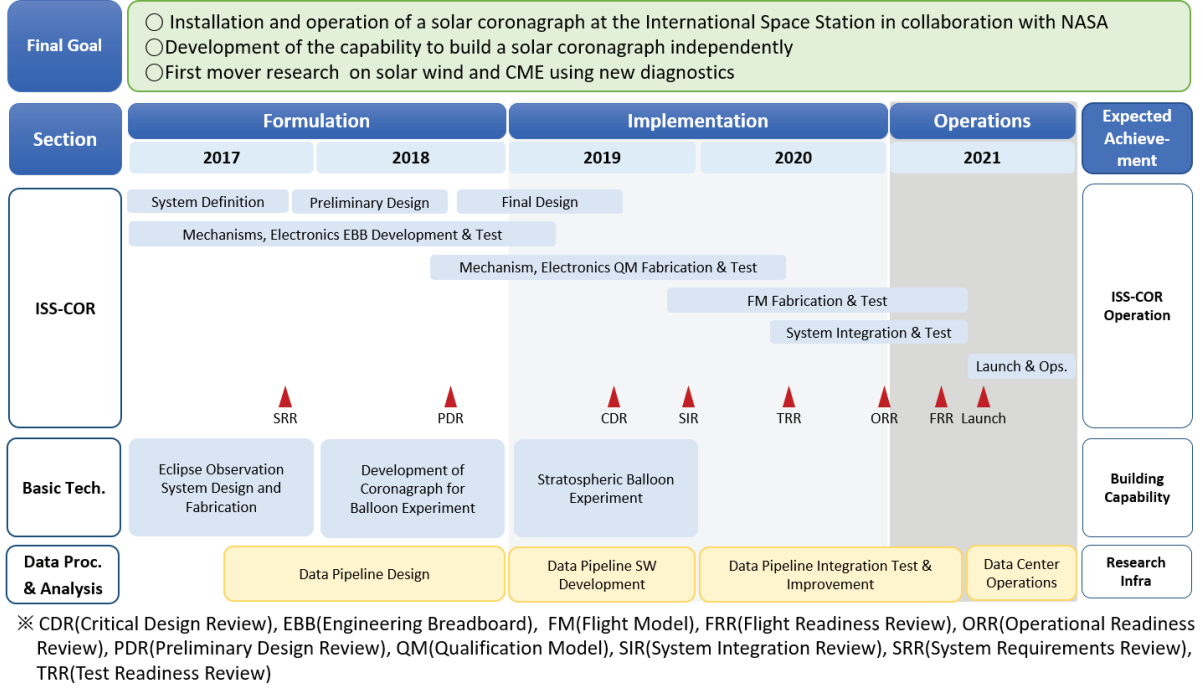 Final Goal
○ Installation and operation of a solar coronagraph at the International Space Station in collaboration with NASA
○Development of the capability to build a solar coronagraph independently
○First mover research on solar wind and CME using new diagnostics
Section
Formulation
Implementation
Operations
Expected
Achieve-
ment
2017
2018
2019
2020
2021
ISS-COR
System Definition
Preliminary Design
Final Design
Mechanisms, Electronics EBB Development & Test
Mechanism, Electronics QM Fabrication & Test
FM Fabrication & Test
System Integration & Test
Launch & Ops.
SRR
PDR
CDR
SIR
TRR
ORR
FRR
Launch
ISS-COR
Operation
Basic Tech.
Eclipse Observation
System Design and
Fabrication
Development of
Coronagraph for
Balloon Experiment
Stratospheric Balloon
Experiment
Building
Capability
Data Proc.
& Analysis
Data Pipeline Design
Data Pipeline SW
Development
Data Pipeline Integration Test &
Improvement
Data Center
Operations
Research
Infra
※ CDR(Critical Design Review), EBB(Engineering Breadboard), FM(Flight Model), FRR(Flight Readiness Review), ORR(Operational Readiness
Review), PDR(Preliminary Design Review), QM(Qualification Model), SIR(System Integration Review), SRR(System Requirements Review),
TRR(Test Readiness Review)